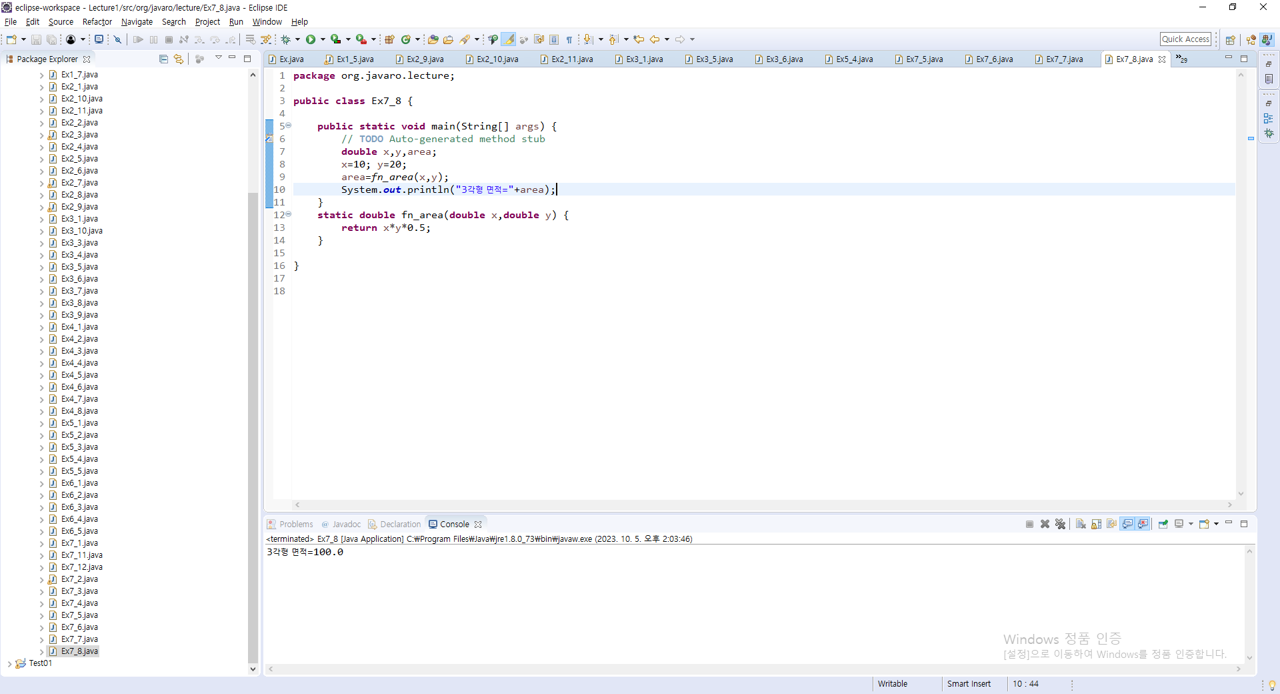 eclipse-workspace - Lecture1/src/org/javaro/lecture/Ex7_8.java - Eclipse IDE
File Edit Source Refactor Navigate Search Project Run Window Help
Quick Access
Package Explorer
Ex.java Ex1_5.java Ex2_9.java Ex2_10.java Ex2_11.java Ex3_1.java Ex3_5.java Ex3_6.java Ex5_4.java Ex7_5.java Ex7_6.java Ex7_7.java Ex7_8.java »29
Ex1_7.java
Ex2_1.java
Ex2_10.java
Ex2_11.java
Ex2_2.java
Ex2_3.java
Ex2_4.java
Ex2_5.java
Ex2_6.java
Ex2_7.java
Ex2_8.java
Ex2_9.java
Ex3_1.java
Ex3_10.java
Ex3_3.java
Ex3_4.java
Ex3_5.java
Ex3_6.java
Ex3_7.java
Ex3_8.java
Ex3_9.java
Ex4_1.java
Ex4_2.java
Ex4_3.java
Ex4_4.java
Ex4_5.java
Ex4_6.java
Ex4_7.java
Ex4_8.java
Ex5_1.java
Ex5_2.java
Ex5_3.java
Ex5_4.java
Ex5_5.java
Ex6_1.java
Ex6_2.java
Ex6_3.java
Ex6_4.java
Ex6_5.java
Ex7_1.java
Ex7_11.java
Ex7_12.java
Ex7_2.java
Ex7_3.java
Ex7_4.java
Ex7_5.java
Ex7_6.java
Ex7_7.java
Ex7_8.java
Test01
1 package org.javaro.lecture;
2
3 public class Ex7_8 {
4
5 public static void main(String[] args) {
6 // TODO Auto-generated method stub
7 double x,y,area;
8 x=10; y=20;
9 area=fn_area(x,y);
10 System.out.println("3각형 면적="+area);
11 }
12 static double fn_area(double x,double y) {
13 return x*y*0.5;
14 }
15
16 }
17
18
Problems Javadoc Declaration Console
<terminated> Ex7_8 [Java Application] C:₩Program Files₩Java₩jre1.8.0_73₩bin₩javaw.exe (2023. 10. 5. 오후 2:03:46)
3각형 면적=100.0
Windows 정품 인증
[설정]으로 이동하여 Windows를 정품 인증합니다.
Writable Smart Insert 10 : 44